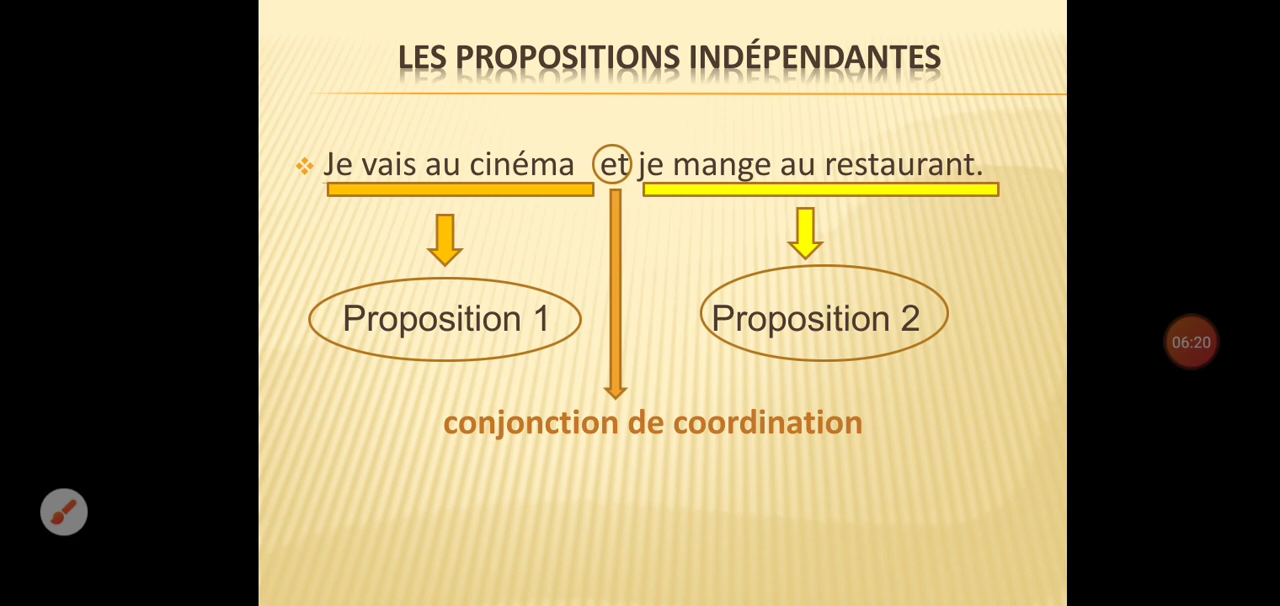 LES PROPOSITIONS INDÉPENDANTES
Je vais au cinéma et je mange au restaurant.
Proposition 1 Proposition 2
conjonction de coordination
06:20